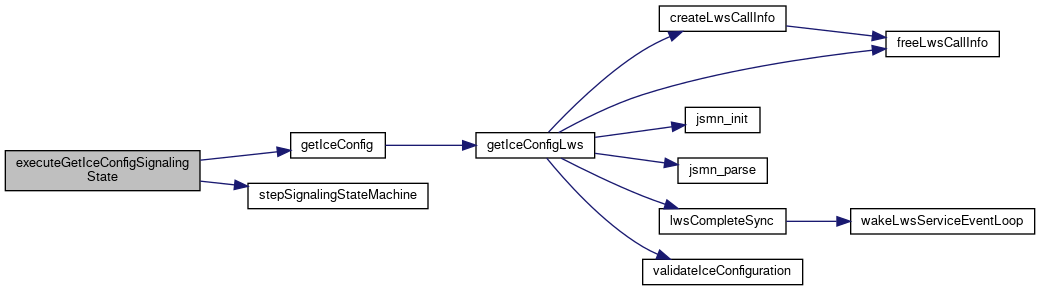 executeGetIceConfigSignaling
State
getIceConfig
stepSignalingStateMachine
getIceConfigLws
createLwsCallInfo
freeLwsCallInfo
jsmn_init
jsmn_parse
lwsCompleteSync
wakeLwsServiceEventLoop
validateIceConfiguration